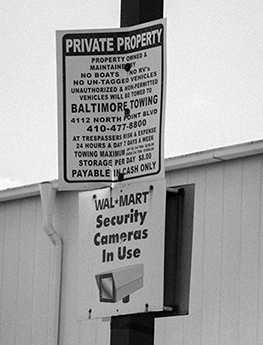 PRIVATE PROPERTY
PROPERTY OWNED &
MAINTAINED BY
NO BOATS NO RV's
NO UN-TAGGED VEHICLES
UNAUTHORIZED & NON-PERMITTED
VEHICLES WILL BE TOWED TO
BALTIMORE TOWING
4112 NORTH POINT BLVD
410-477-8800
AT TRESPASSERS RISK & EXPENSE
24 HOURS A DAY 7 DAYS A WEEK
TOWING MAXIMUM
STORAGE PER DAY $8.00
PAYABLE IN CASH ONLY
WAL★MART
Security
Cameras
In Use